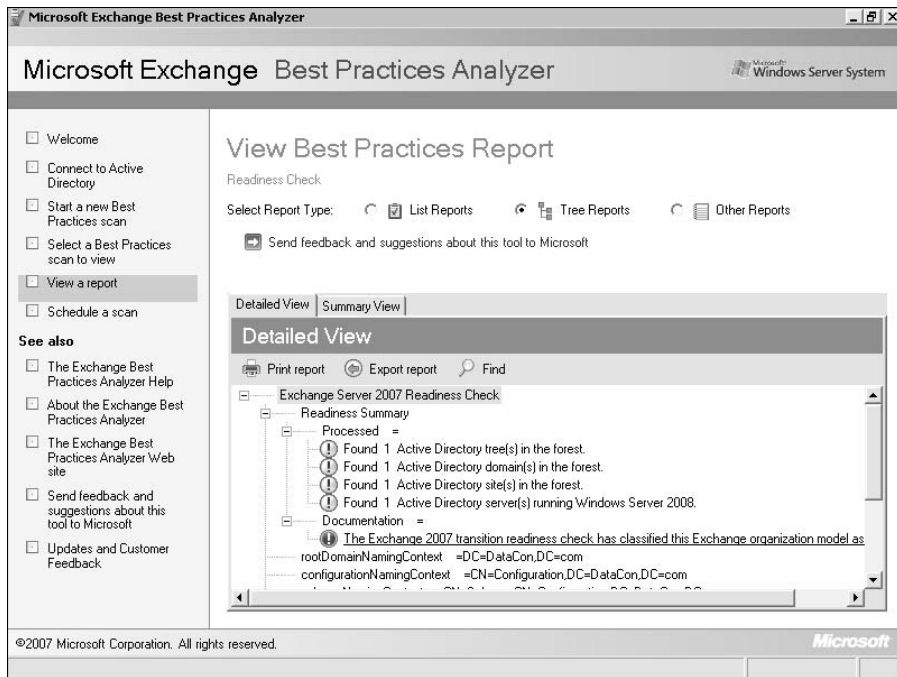 Microsoft Exchange Best Practices Analyzer
Microsoft Exchange Best Practices Analyzer
Microsoft
Windows Server System
Welcome
Connect to Active
Directory
Start a new Best
Practices scan
Select a Best Practices
scan to view
View a report
Schedule a scan
See also
The Exchange Best
Practices Analyzer Help
About the Exchange Best
Practices Analyzer
The Exchange Best
Practices Analyzer Web
site
Send feedback and
suggestions about this
tool to Microsoft
Updates and Customer
Feedback
View Best Practices Report
Readiness Check
Select Report Type: List Reports Tree Reports Other Reports
Send feedback and suggestions about this tool to Microsoft
Detailed View Summary View
Detailed View
Print report Export report Find
Exchange Server 2007 Readiness Check
Readiness Summary
Processed =
Found 1 Active Directory tree(s) in the forest.
Found 1 Active Directory domain(s) in the forest.
Found 1 Active Directory site(s) in the forest.
Found 1 Active Directory server(s) running Windows Server 2008.
Documentation =
The Exchange 2007 transition readiness check has classified this Exchange organization model as
rootDomainNamingContext =DC=DataCon,DC=com
configurationNamingContext =CN=Configuration,DC=DataCon,DC=com
©2007 Microsoft Corporation. All rights reserved.
Microsoft